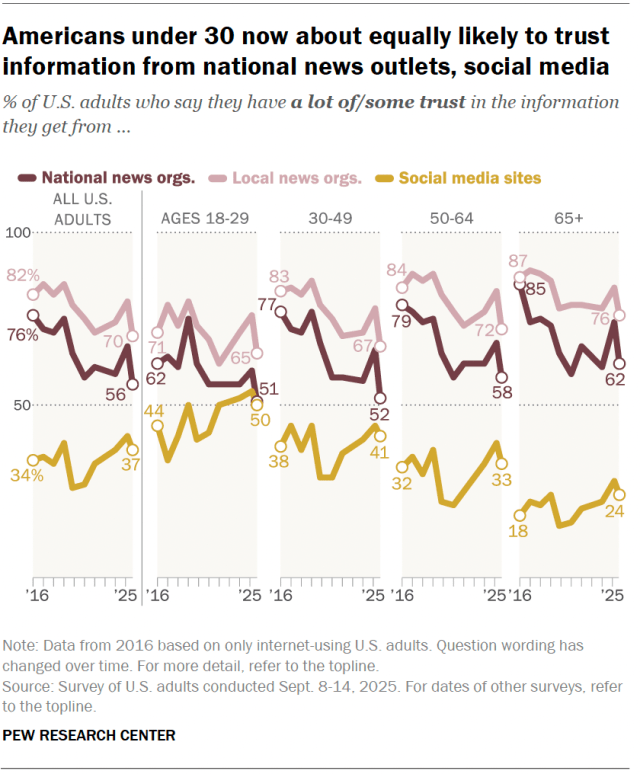 Americans under 30 now about equally likely to trust
information from national news outlets, social media
% of U.S. adults who say they have a lot of/some trust in the information
they get from ...
National news orgs. Local news orgs. Social media sites
ALL U.S.
ADULTS
AGES 18-29 30-49 50-64 65+
100
82%
76%
70
56
34%
37
71
62
65
51
44
50
83
77
67
52
38
41
84
79
72
58
32
33
87
85
76
62
18
24
50
'16 '25 '16 '25 '16 '25 '16 '25 '16 '25
Note: Data from 2016 based on only internet-using U.S. adults. Question wording has
changed over time. For more detail, refer to the topline.
Source: Survey of U.S. adults conducted Sept. 8-14, 2025. For dates of other surveys, refer
to the topline.
PEW RESEARCH CENTER